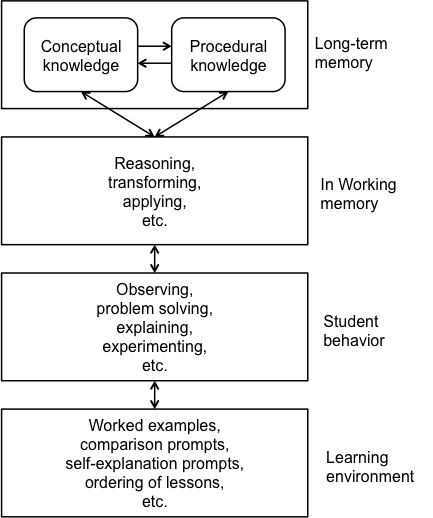 Conceptual
knowledge
Procedural
knowledge
Long-term
memory
Reasoning,
transforming,
applying,
etc.
In Working
memory
Observing,
problem solving,
explaining,
experimenting,
etc.
Student
behavior
Worked examples,
comparison prompts,
self-explanation prompts,
ordering of lessons,
etc.
Learning
environment